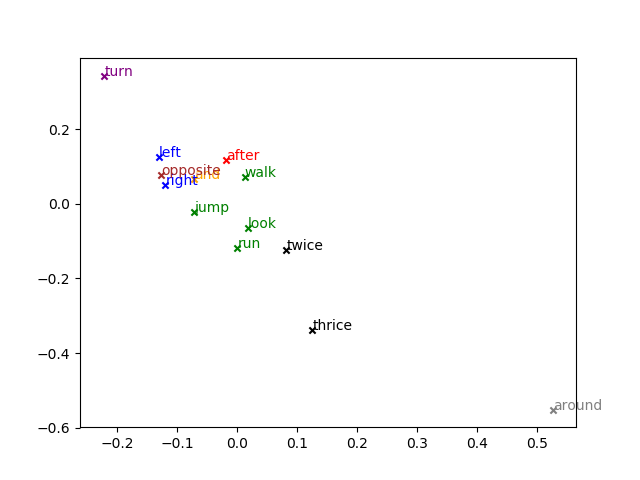 turn
0.2
left
after
opposite
and
walk
right
0.0
jump
look
run
twice
−0.2
thrice
−0.4
around
−0.6
−0.2 −0.1 0.0 0.1 0.2 0.3 0.4 0.5